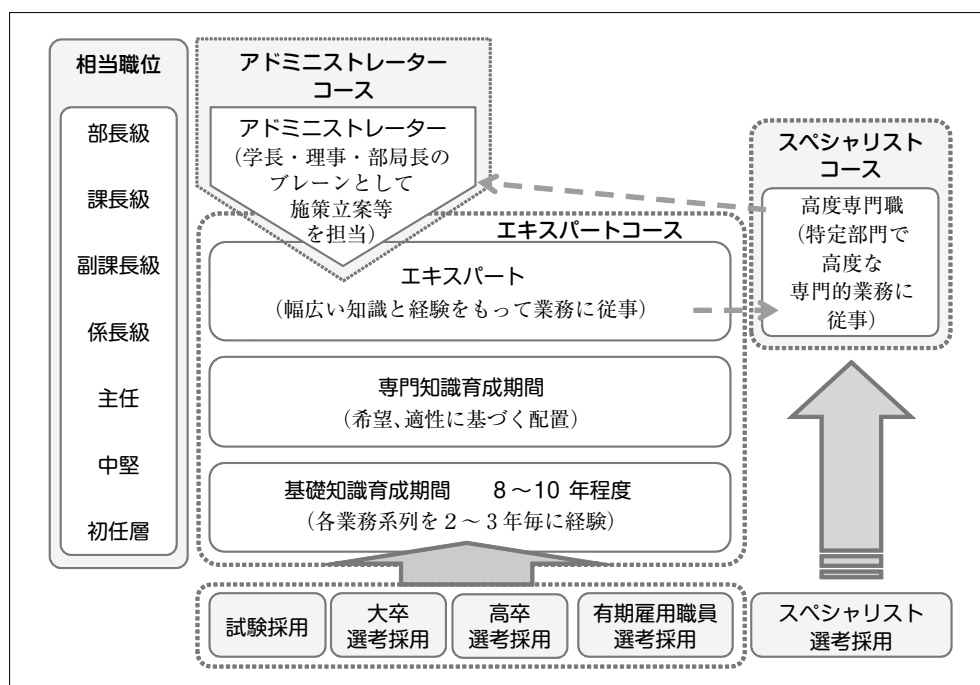 相当職位
部長級
課長級
副課長級
係長級
主任
中堅
初任層
アドミニストレーター
コース
アドミニストレーター
(学長・理事・部局長の
ブレーンとして
施策立案等
を担当)
エキスパートコース
エキスパート
(幅広い知識と経験をもって業務に従事)
専門知識育成期間
(希望、適性に基づく配置)
基礎知識育成期間 8～10 年程度
(各業務系列を2～3年毎に経験)
スペシャリスト
コース
高度専門職
(特定部門で
高度な
専門的業務に
従事)
試験採用
大卒
選考採用
高卒
選考採用
有期雇用職員
選考採用
スペシャリスト
選考採用